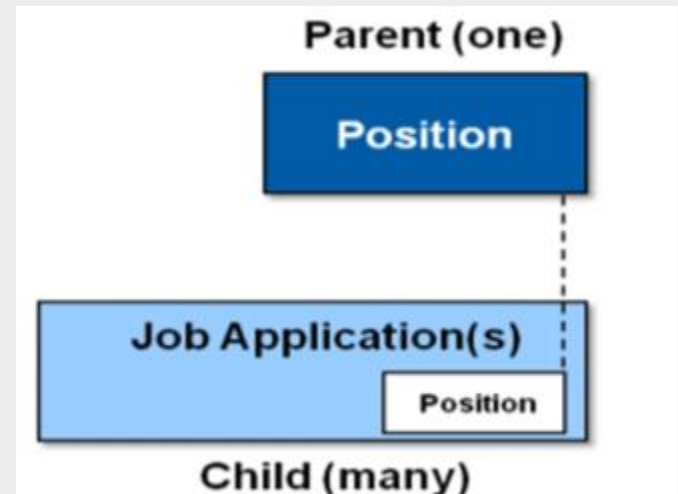 Parent (one)
Position
Job Application(s)
Position
Child (many)